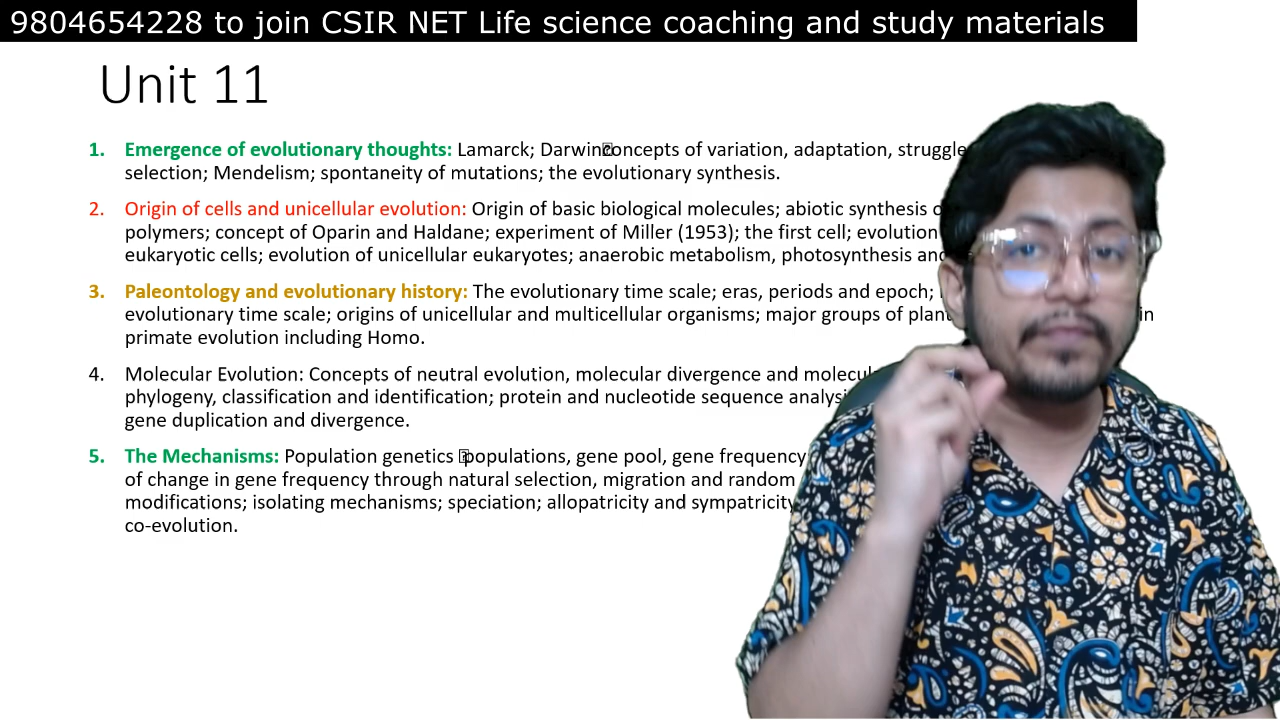 9804654228 to join CSIR NET Life science coaching and study materials
Unit 11
1. Emergence of evolutionary thoughts: Lamarck; Darwin concepts of variation, adaptation, struggle
selection; Mendelism; spontaneity of mutations; the evolutionary synthesis.
2. Origin of cells and unicellular evolution: Origin of basic biological molecules; abiotic synthesis
polymers; concept of Oparin and Haldane; experiment of Miller (1953); the first cell; evolution
eukaryotic cells; evolution of unicellular eukaryotes; anaerobic metabolism, photosynthesis and
3. Paleontology and evolutionary history: The evolutionary time scale; eras, periods and epoch;
evolutionary time scale; origins of unicellular and multicellular organisms; major groups of in
primate evolution including Homo.
4. Molecular Evolution: Concepts of neutral evolution, molecular divergence and
phylogeny, classification and identification; protein and nucleotide sequence
gene duplication and divergence.
5. The Mechanisms: Population genetics populations, gene pool, gene frequency
of change in gene frequency through natural selection, migration and random
modifications; isolating mechanisms; speciation; allopatricity and sympatricity
co-evolution.